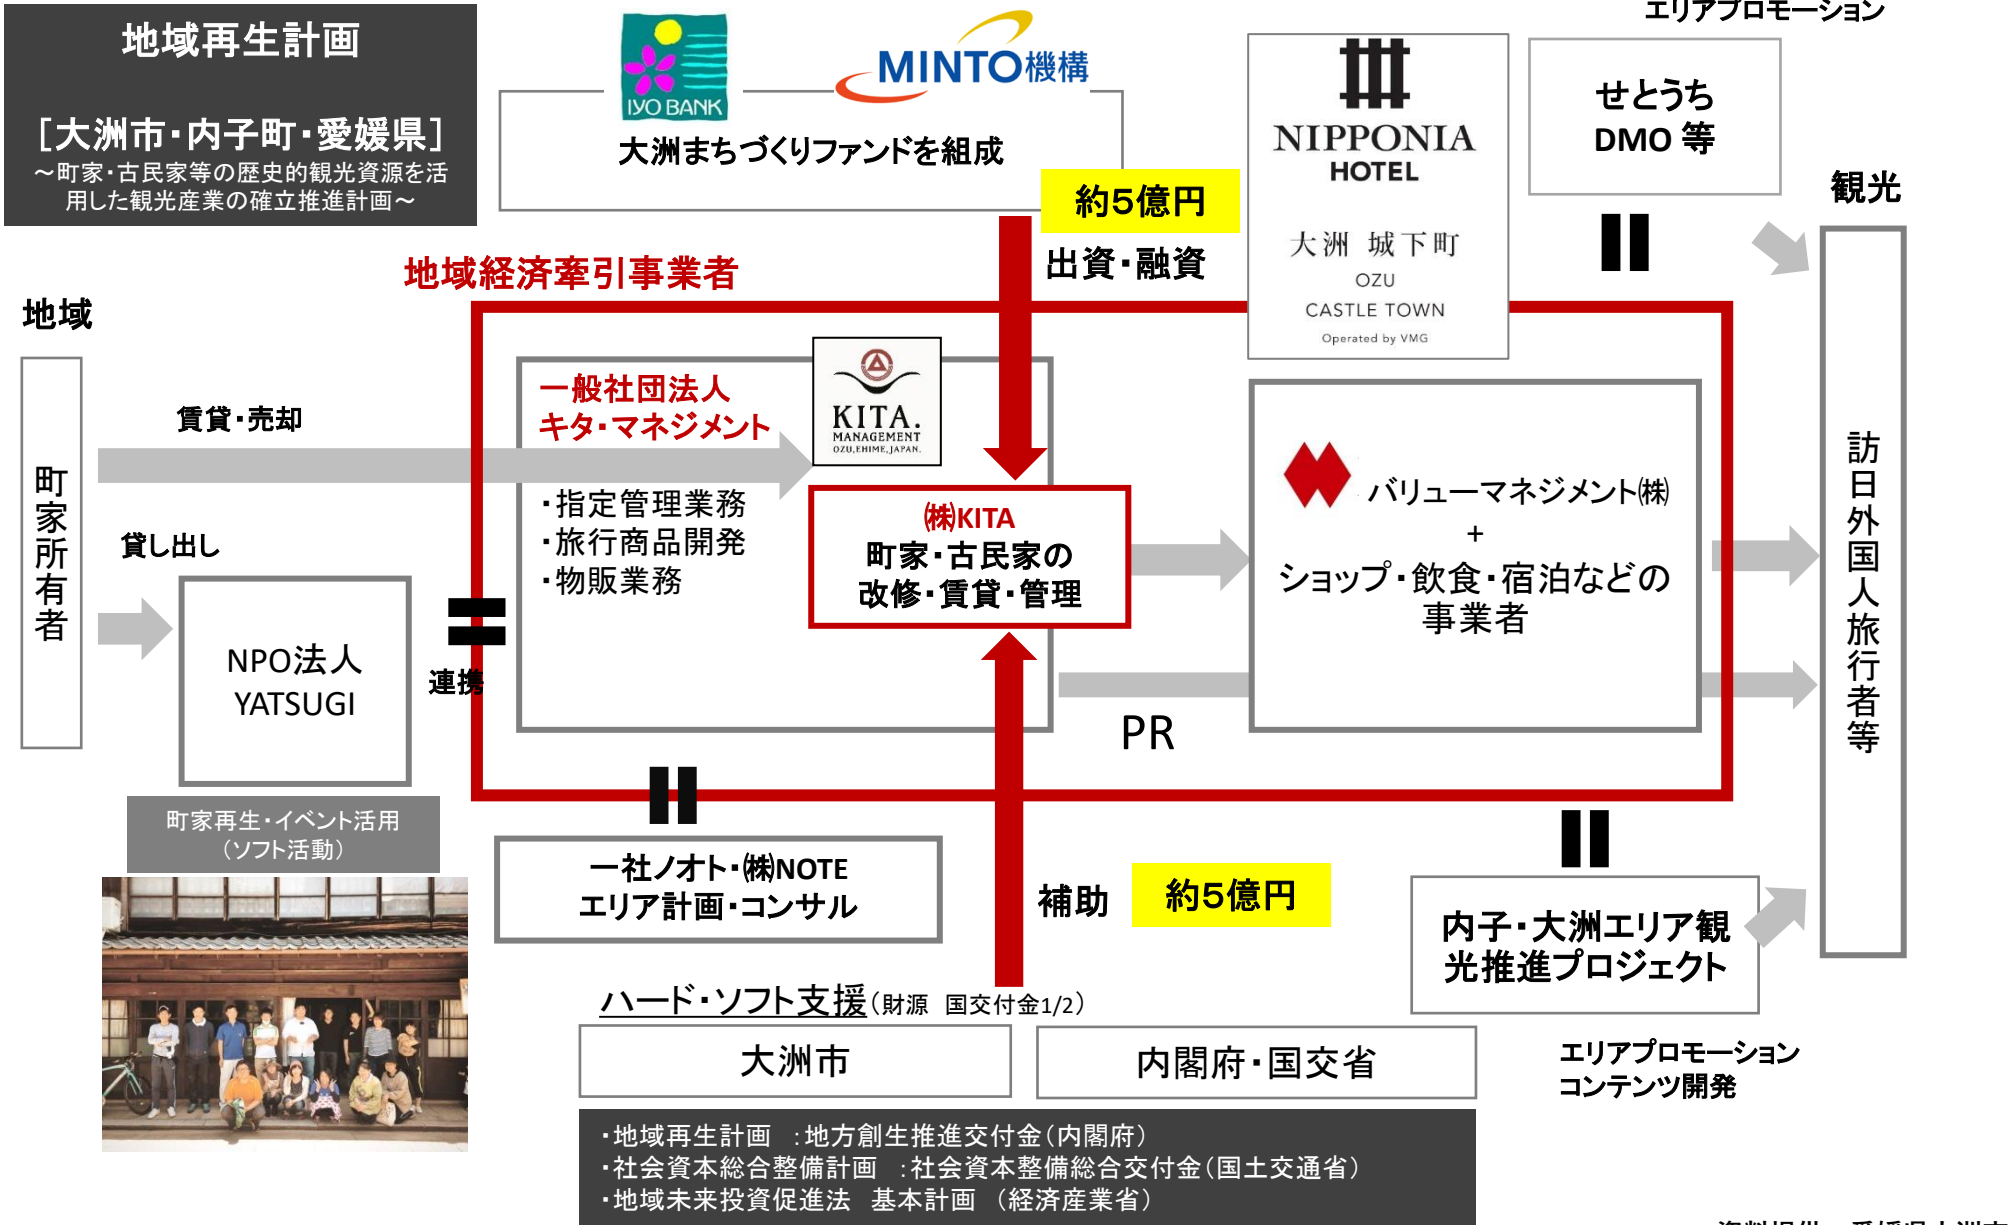 地域再生計画
［大洲市・内子町・愛媛県］
～町家・古民家等の歴史的観光資源を活
用した観光産業の確立推進計画～
IYO BANK
MINTO機構
大洲まちづくりファンドを組成
約5億円
出資・融資
NIPPONIA
HOTEL
大洲 城下町
OZU
CASTLE TOWN
Operated by VMG
エリアプロモーション
せとうち
DMO 等
観光
訪日外国人旅行者等
地域経済牽引事業者
地域
町家所有者
賃貸・売却
貸し出し
NPO法人
YATSUGI
連携
町家再生・イベント活用
（ソフト活動）
一般社団法人
キタ・マネジメント
KITA.
MANAGEMENT
OZU,EHIME,JAPAN.
・指定管理業務
・旅行商品開発
・物販業務
㈱KITA
町家・古民家の
改修・賃貸・管理
バリューマネジメント㈱
+
ショップ・飲食・宿泊などの
事業者
PR
一社ノオト・㈱NOTE
エリア計画・コンサル
補助
約5億円
内子・大洲エリア観
光推進プロジェクト
エリアプロモーション
コンテンツ開発
ハード・ソフト支援（財源　国交付金1/2）
大洲市
内閣府・国交省
・地域再生計画　：地方創生推進交付金（内閣府）
・社会資本総合整備計画　：社会資本整備総合交付金（国土交通省）
・地域未来投資促進法　基本計画　（経済産業省）